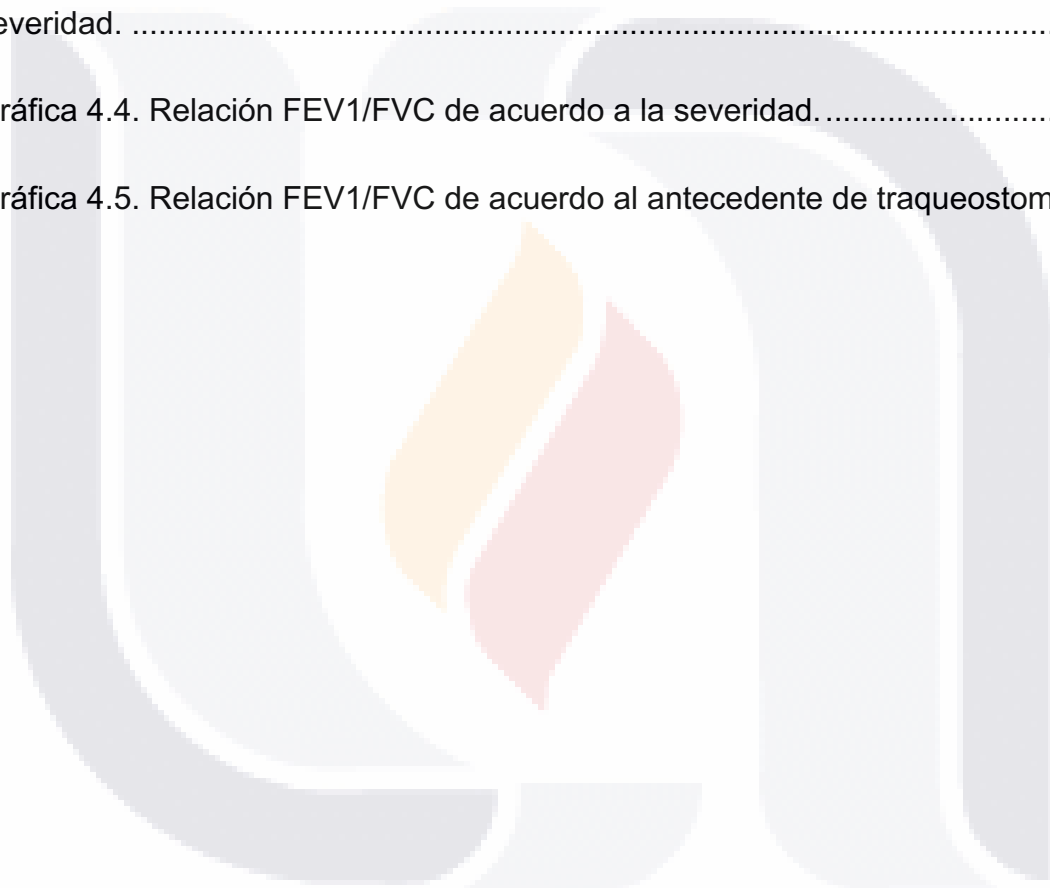 everidad. ........................................................................................................
ráfica 4.4. Relación FEV1/FVC de acuerdo a la severidad. .........................
ráfica 4.5. Relación FEV1/FVC de acuerdo al antecedente de traqueostom